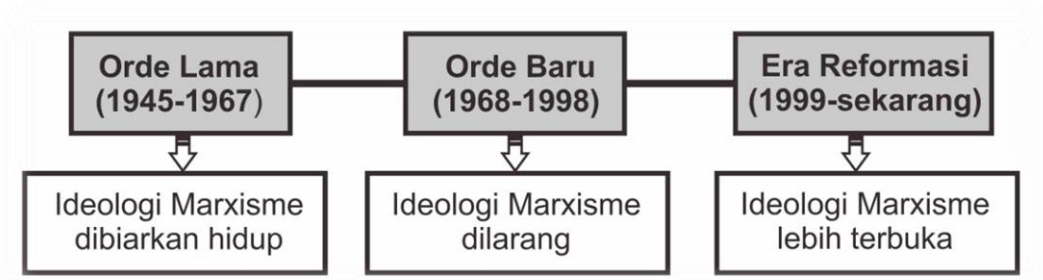 Orde Lama
(1945-1967)
Orde Baru
(1968-1998)
Era Reformasi
(1999-sekarang)
Ideologi Marxisme
dibiarkan hidup
Ideologi Marxisme
dilarang
Ideologi Marxisme
lebih terbuka